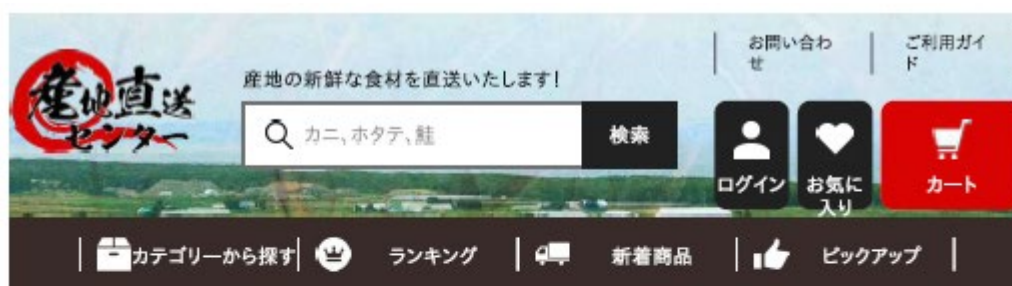 お問い合わ
せ
ご利用ガイ
ド
産地直送
センター
産地の新鮮な食材を直送いたします!
カニ、ホタテ、鮭
検索
ログイン
お気に
入り
カート
カテゴリーから探す
ランキング
新着商品
ピックアップ